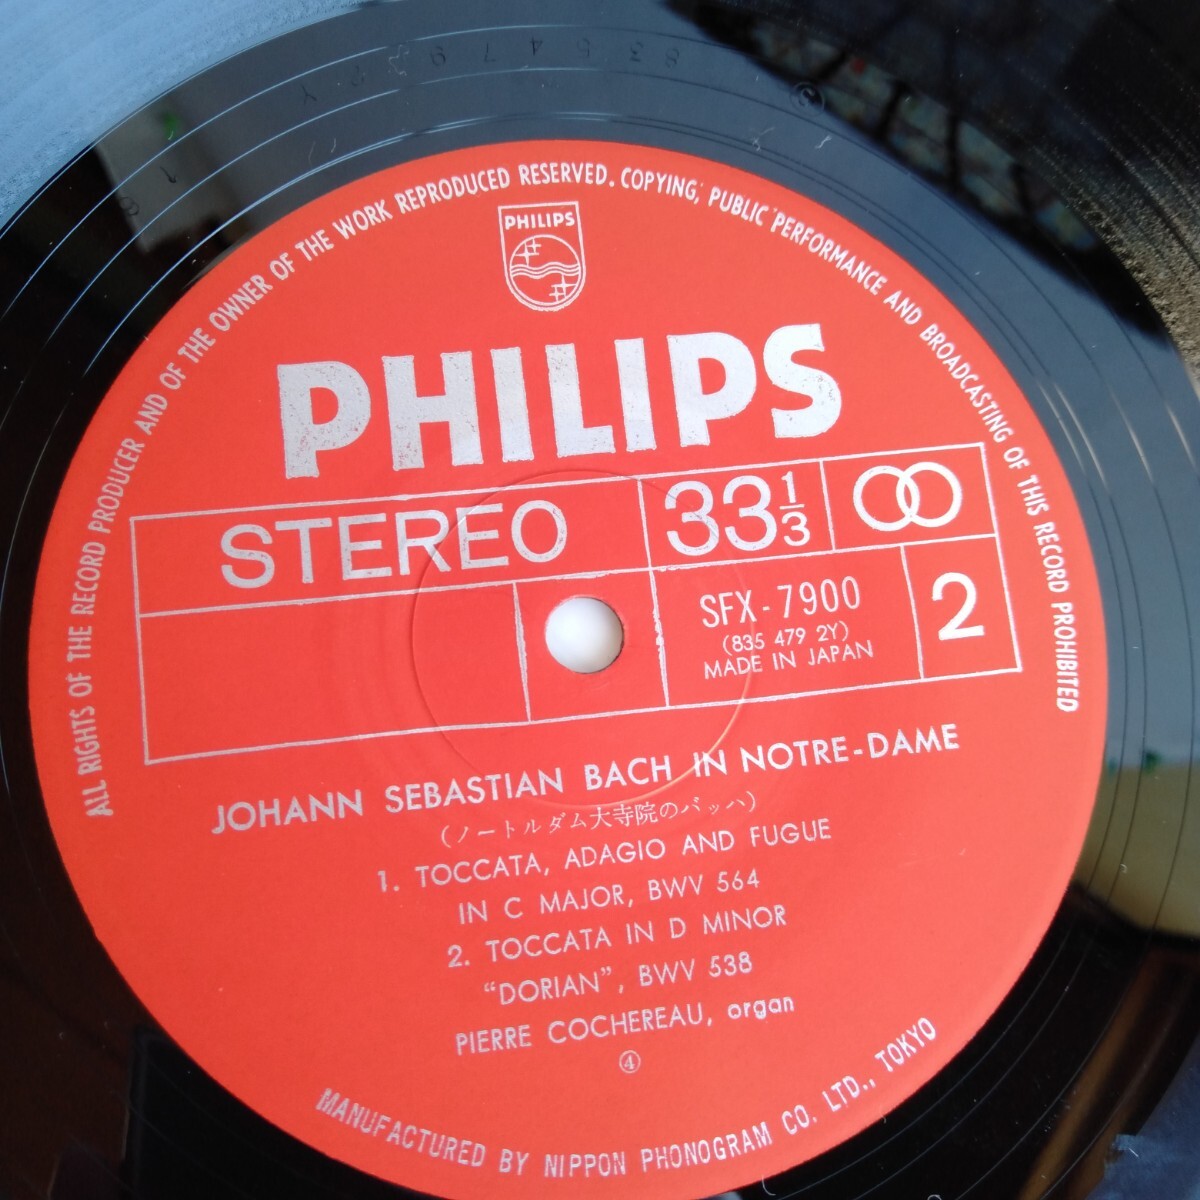 ALL RIGHTS OF THE RECORD PRODUCER AND OF THE OWNER OF THE WORK REPRODUCED RESERVED. COPYING, PUBLIC PERFORMANCE AND BROADCASTING OF THIS RECORD PROHIBITED
PHILIPS
PHILIPS
STEREO
33 1/3
SFX-7900
(835 479 2Y)
MADE IN JAPAN
2
JOHANN SEBASTIAN BACH IN NOTRE-DAME
(ノートルダム大寺院のバッハ)
1. TOCCATA, ADAGIO AND FUGUE
IN C MAJOR, BWV 564
2. TOCCATA IN D MINOR
“DORIAN”, BWV 538
PIERRE COCHEREAU, organ
④
MANUFACTURED BY NIPPON PHONOGRAM CO. LTD., TOKYO